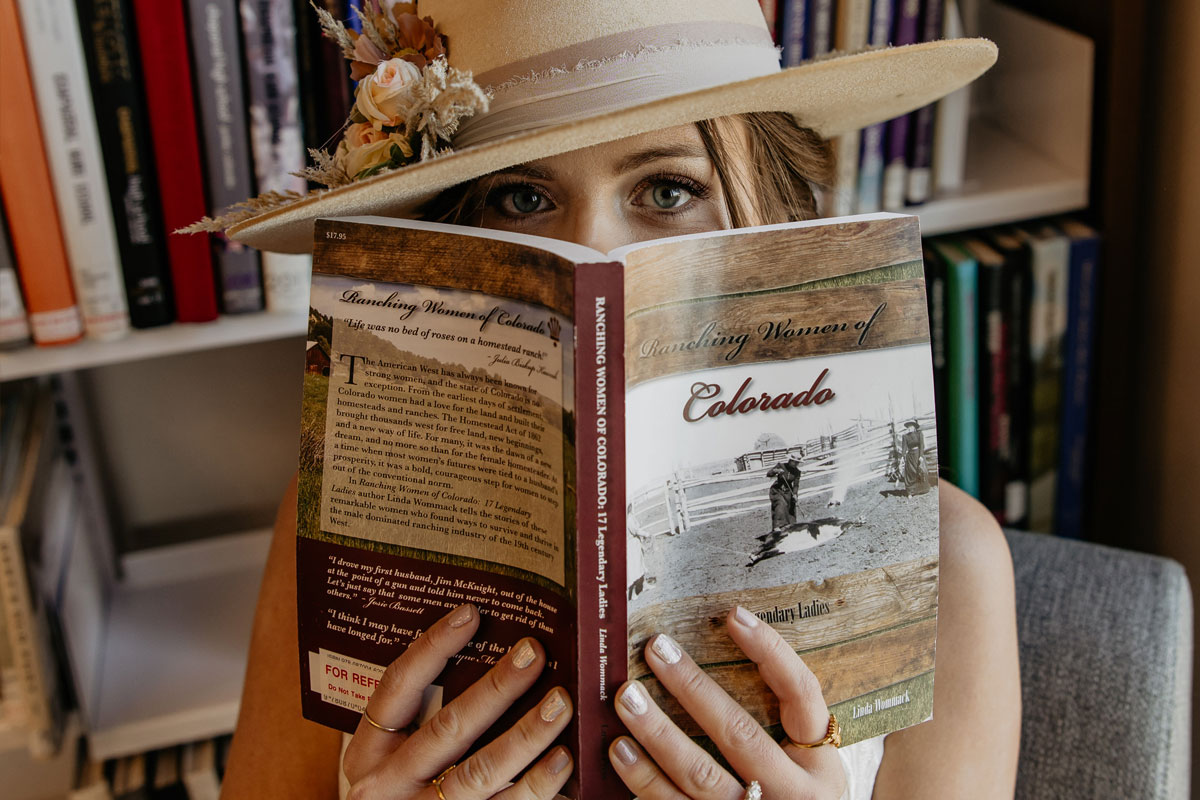 $17.95
Ranching Women of Colorado
"Life was no bed of roses on a homestead ranch!"
The American West has always been known for
strong women, and the state of Colorado is no
exception. From the earliest days of settlement,
Colorado women had a love for the land and built their
homesteads and ranches. The Homestead Act of 1862
brought thousands west for free land, new beginnings,
and a new way of life. For many, it was the dawn of a new
dream, and no more so than for the female homesteader. At
a time when most women's futures were tied to a husband's
prosperity, it was a bold, courageous step for women to step
out of the conventional norm.
In Ranching Women of Colorado: 17 Legendary
Ladies author Linda Wommack tells the stories of these
remarkable women who found ways to survive and thrive in
the male dominated ranching industry of the 19th century
West.
"I drove my first husband, Jim McKnight, out of the house
at the point of a gun and told him never to come back.
Let's just say that some men are harder to get rid of than
others." - Josie Bassett
"I think I may have of the
have longed for."
FOR REF
Do Not Take
RANCHING WOMEN OF COLORADO: 17 Legendary Ladies Linda Wommack
Ranching Women of
Colorado
Legendary Ladies
Linda Wommack